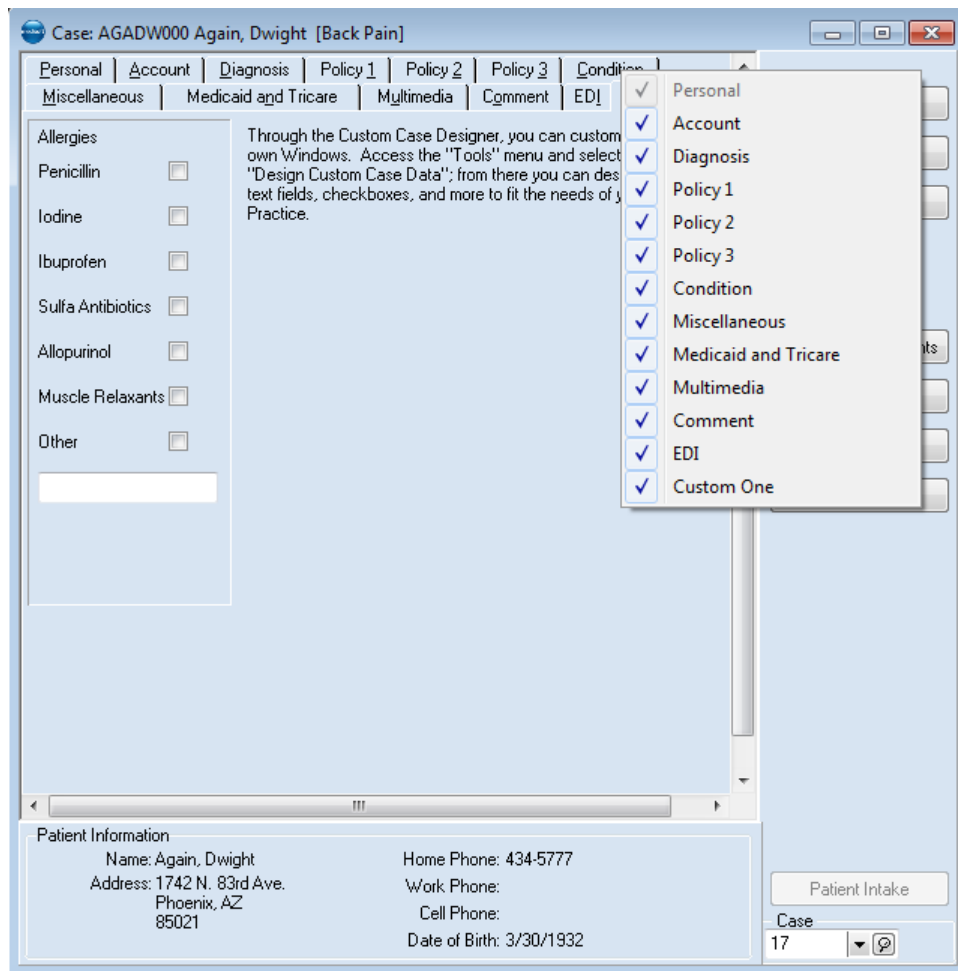 Case: AGADW000 Again, Dwight [Back Pain]
Personal Account Diagnosis Policy 1 Policy 2 Policy 3 Condition
Miscellaneous Medicaid and Tricare Multimedia Comment EDI
Allergies
Penicillin
Iodine
Ibuprofen
Sulfa Antibiotics
Allopurinol
Muscle Relaxants
Other
Through the Custom Case Designer, you can custom
own Windows. Access the "Tools" menu and select
"Design Custom Case Data"; from there you can des
text fields, checkboxes, and more to fit the needs of y
Practice.
Personal
Account
Diagnosis
Policy 1
Policy 2
Policy 3
Condition
Miscellaneous
Medicaid and Tricare
Multimedia
Comment
EDI
Custom One
nts
Patient Information
Name: Again, Dwight
Address: 1742 N. 83rd Ave.
Phoenix, AZ
85021
Home Phone: 434-5777
Work Phone:
Cell Phone:
Date of Birth: 3/30/1932
Patient Intake
Case
17